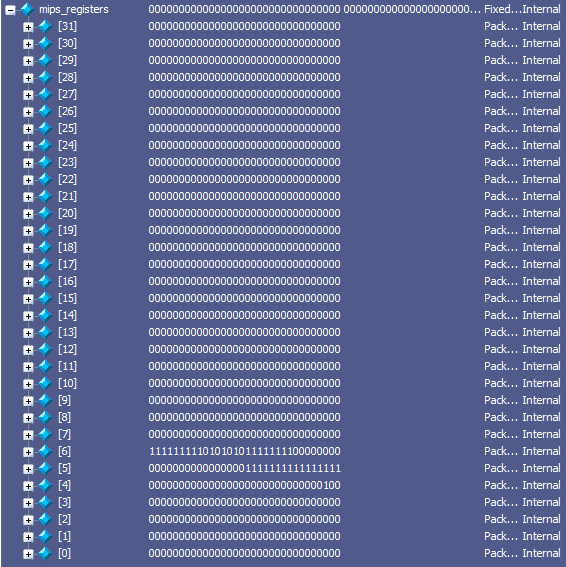 mips_registers 00000000000000000000000000000000 000000000000000000000... Fixed... Internal
[31] 00000000000000000000000000000000 Pack... Internal
[30] 00000000000000000000000000000000 Pack... Internal
[29] 00000000000000000000000000000000 Pack... Internal
[28] 00000000000000000000000000000000 Pack... Internal
[27] 00000000000000000000000000000000 Pack... Internal
[26] 00000000000000000000000000000000 Pack... Internal
[25] 00000000000000000000000000000000 Pack... Internal
[24] 00000000000000000000000000000000 Pack... Internal
[23] 00000000000000000000000000000000 Pack... Internal
[22] 00000000000000000000000000000000 Pack... Internal
[21] 00000000000000000000000000000000 Pack... Internal
[20] 00000000000000000000000000000000 Pack... Internal
[19] 00000000000000000000000000000000 Pack... Internal
[18] 00000000000000000000000000000000 Pack... Internal
[17] 00000000000000000000000000000000 Pack... Internal
[16] 00000000000000000000000000000000 Pack... Internal
[15] 00000000000000000000000000000000 Pack... Internal
[14] 00000000000000000000000000000000 Pack... Internal
[13] 00000000000000000000000000000000 Pack... Internal
[12] 00000000000000000000000000000000 Pack... Internal
[11] 00000000000000000000000000000000 Pack... Internal
[10] 00000000000000000000000000000000 Pack... Internal
[9] 00000000000000000000000000000000 Pack... Internal
[8] 00000000000000000000000000000000 Pack... Internal
[7] 00000000000000000000000000000000 Pack... Internal
[6] 11111111101010101111111100000000 Pack... Internal
[5] 00000000000000001111111111111111 Pack... Internal
[4] 00000000000000000000000000000100 Pack... Internal
[3] 00000000000000000000000000000000 Pack... Internal
[2] 00000000000000000000000000000000 Pack... Internal
[1] 00000000000000000000000000000000 Pack... Internal
[0] 00000000000000000000000000000000 Pack... Internal